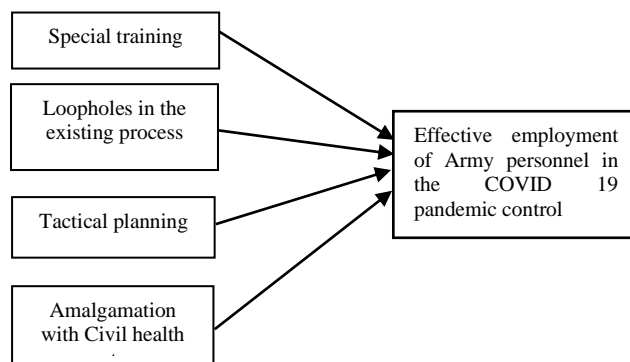 Special training
Loopholes in the
existing process
Tactical planning
Amalgamation
with Civil health
Effective employment
of Army personnel in
the COVID 19
pandemic control